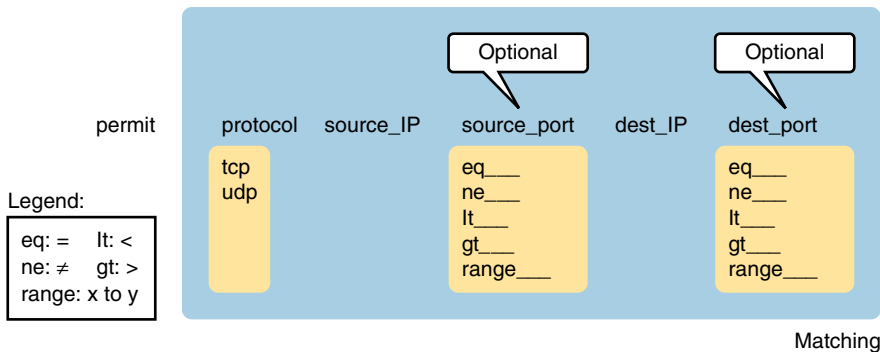 Optional Optional
permit protocol source_IP source_port dest_IP dest_port
tcp eq___ eq___
udp ne___ ne___
lt___ lt___
gt___ gt___
range___ range___
Legend:
eq: = lt: <
ne: ≠ gt: >
range: x to y
Matching